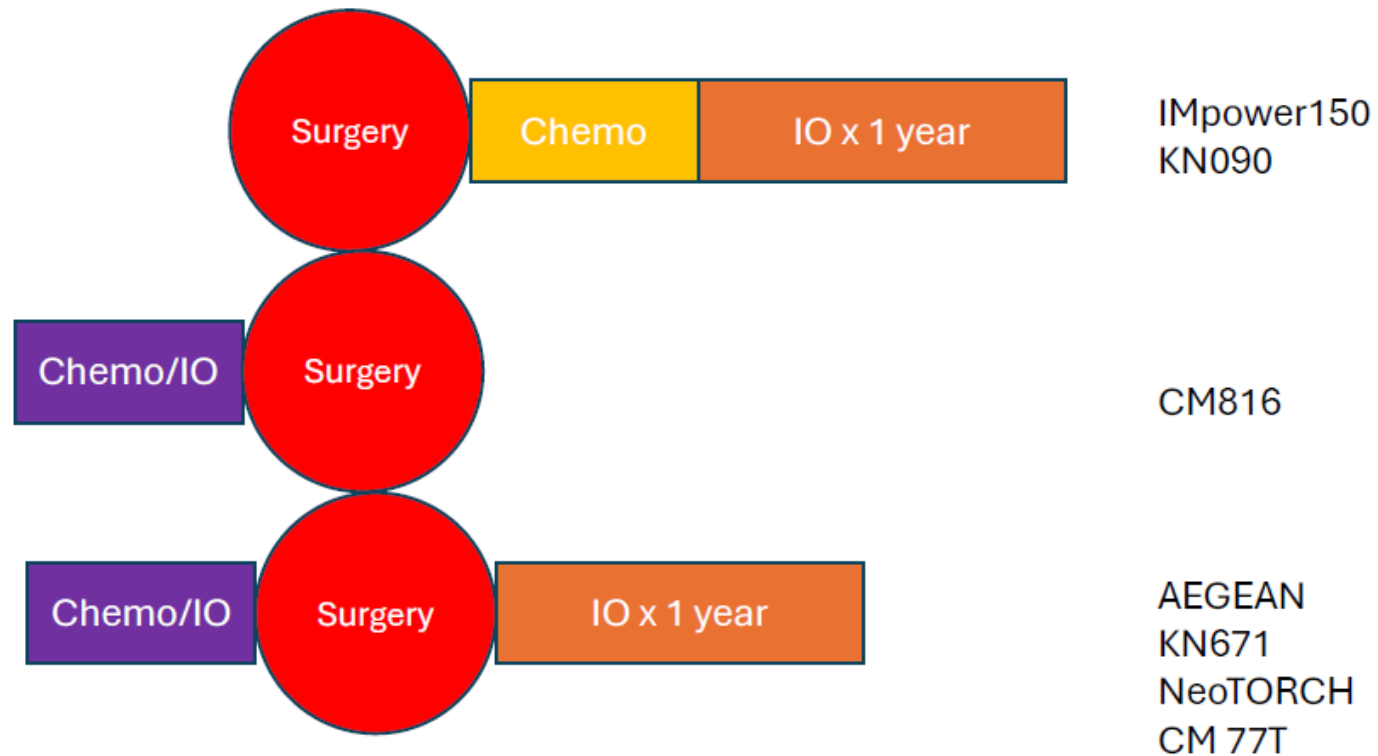 Surgery
Chemo
IO x 1 year
IMpower150
KN090
Chemo/IO
Surgery
CM816
Chemo/IO
Surgery
IO x 1 year
AEGEAN
KN671
NeoTORCH
CM 77T